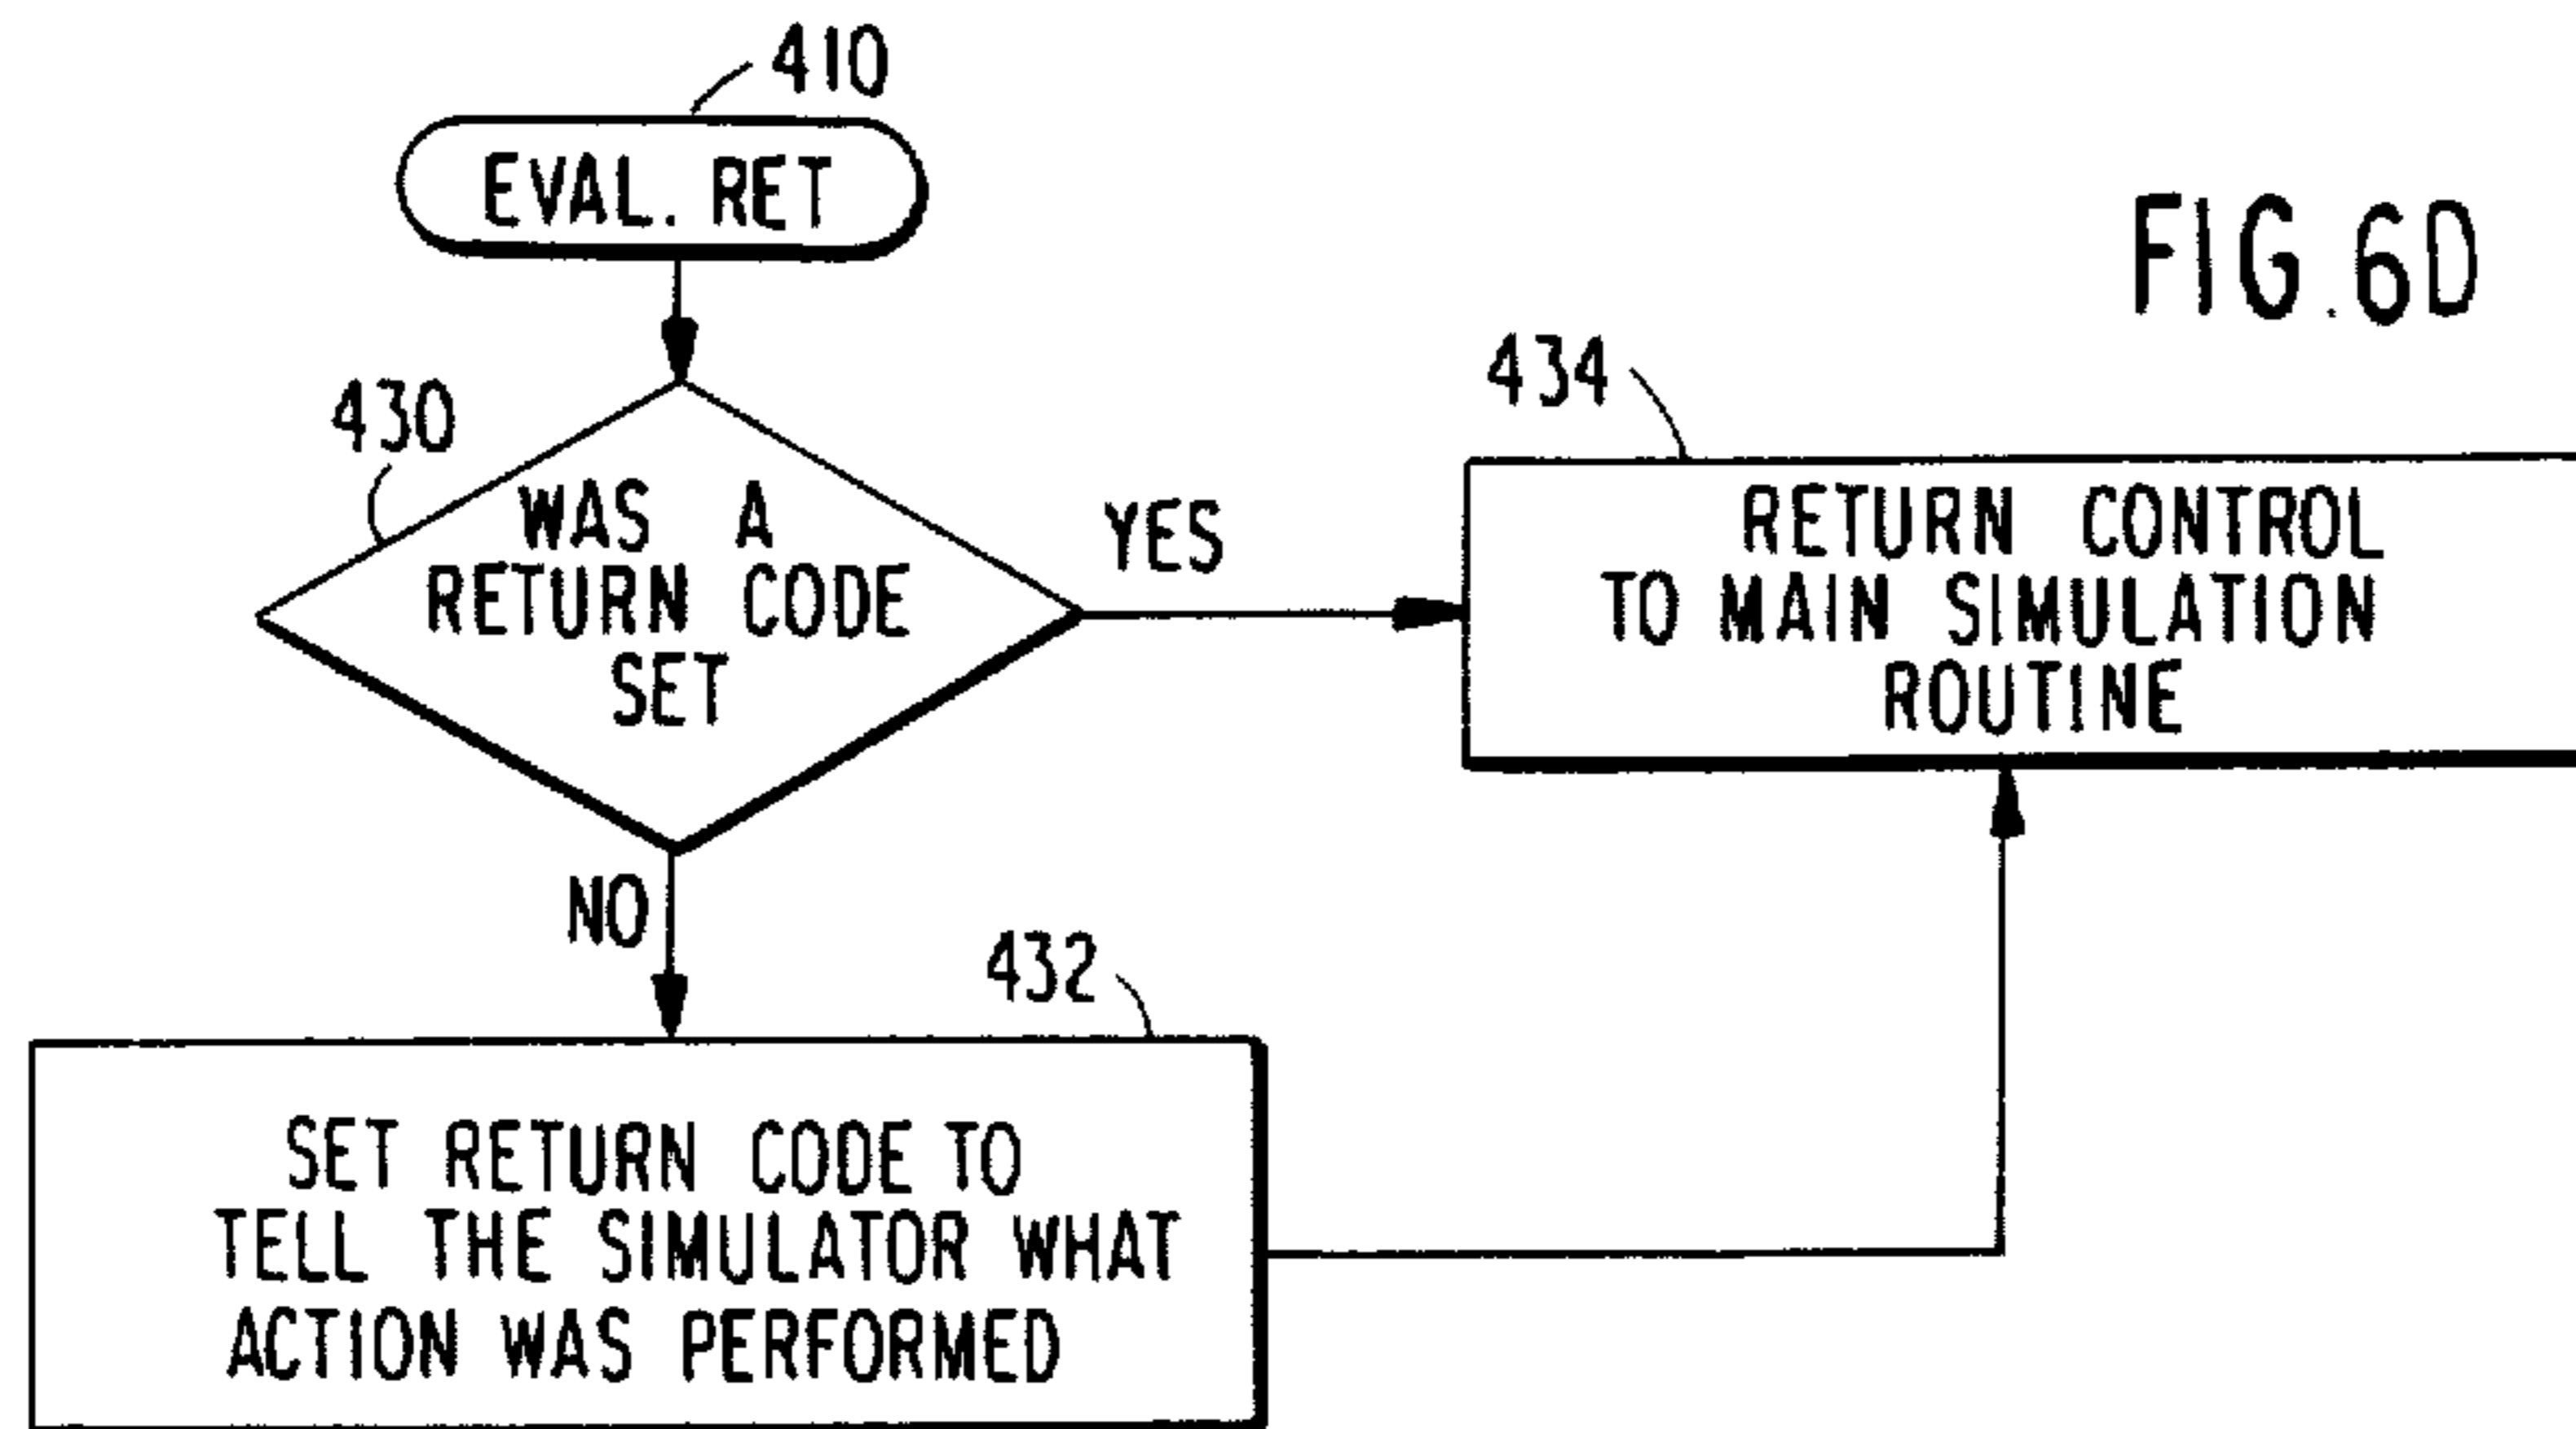 410
EVAL. RET
FIG.6D
430
WAS A
RETURN CODE
SET
YES
434
RETURN CONTROL
TO MAIN SIMULATION
ROUTINE
NO
432
SET RETURN CODE TO
TELL THE SIMULATOR WHAT
ACTION WAS PERFORMED